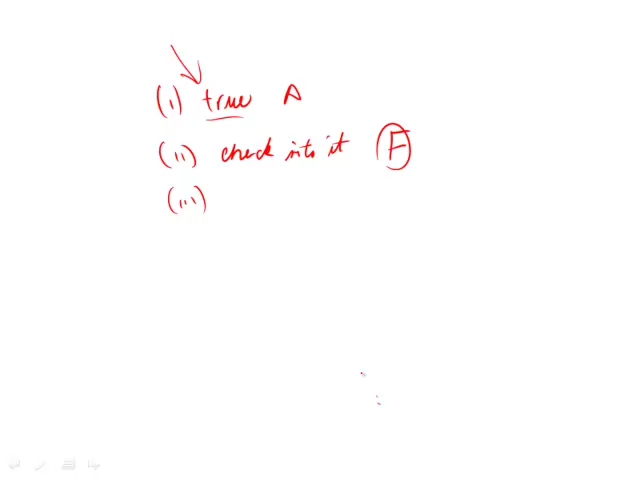 (i) true A
(ii) check into it F
(iii)